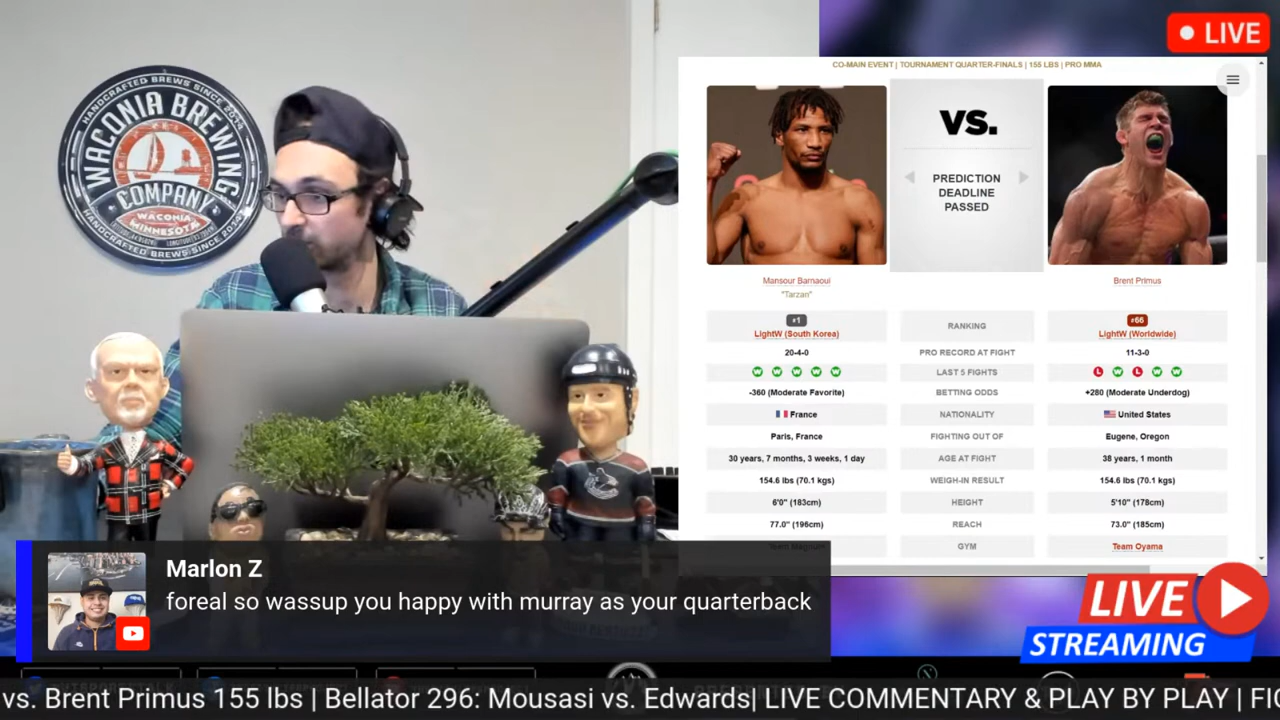 LIVE
HANDCRAFTED BREWS SINCE 2014
WACONIA BREWING
COMPANY
WACONIA
MINNESOTA
HANDCRAFTED BREWS SINCE 2014
CO-MAIN EVENT | TOURNAMENT QUARTER-FINALS | 155 LBS | PRO MMA
VS.
PREDICTION
DEADLINE
PASSED
Mansour Barnaoui
"Tarzan"
Brent Primus
#1 RANKING #66
LightW (South Korea) LightW (Worldwide)
20-4-0 PRO RECORD AT FIGHT 11-3-0
W W W W W LAST 5 FIGHTS L W L W W
-360 (Moderate Favorite) BETTING ODDS +280 (Moderate Underdog)
France NATIONALITY United States
Paris, France FIGHTING OUT OF Eugene, Oregon
30 years, 7 months, 3 weeks, 1 day AGE AT FIGHT 38 years, 1 month
154.6 lbs (70.1 kgs) WEIGH-IN RESULT 154.6 lbs (70.1 kgs)
6'0" (183cm) HEIGHT 5'10" (178cm)
77.0" (196cm) REACH 73.0" (185cm)
GYM Team Oyama
Marlon Z
foreal so wassup you happy with murray as your quarterback
LIVE
STREAMING
vs. Brent Primus 155 lbs | Bellator 296: Mousasi vs. Edwards| LIVE COMMENTARY & PLAY BY PLAY |